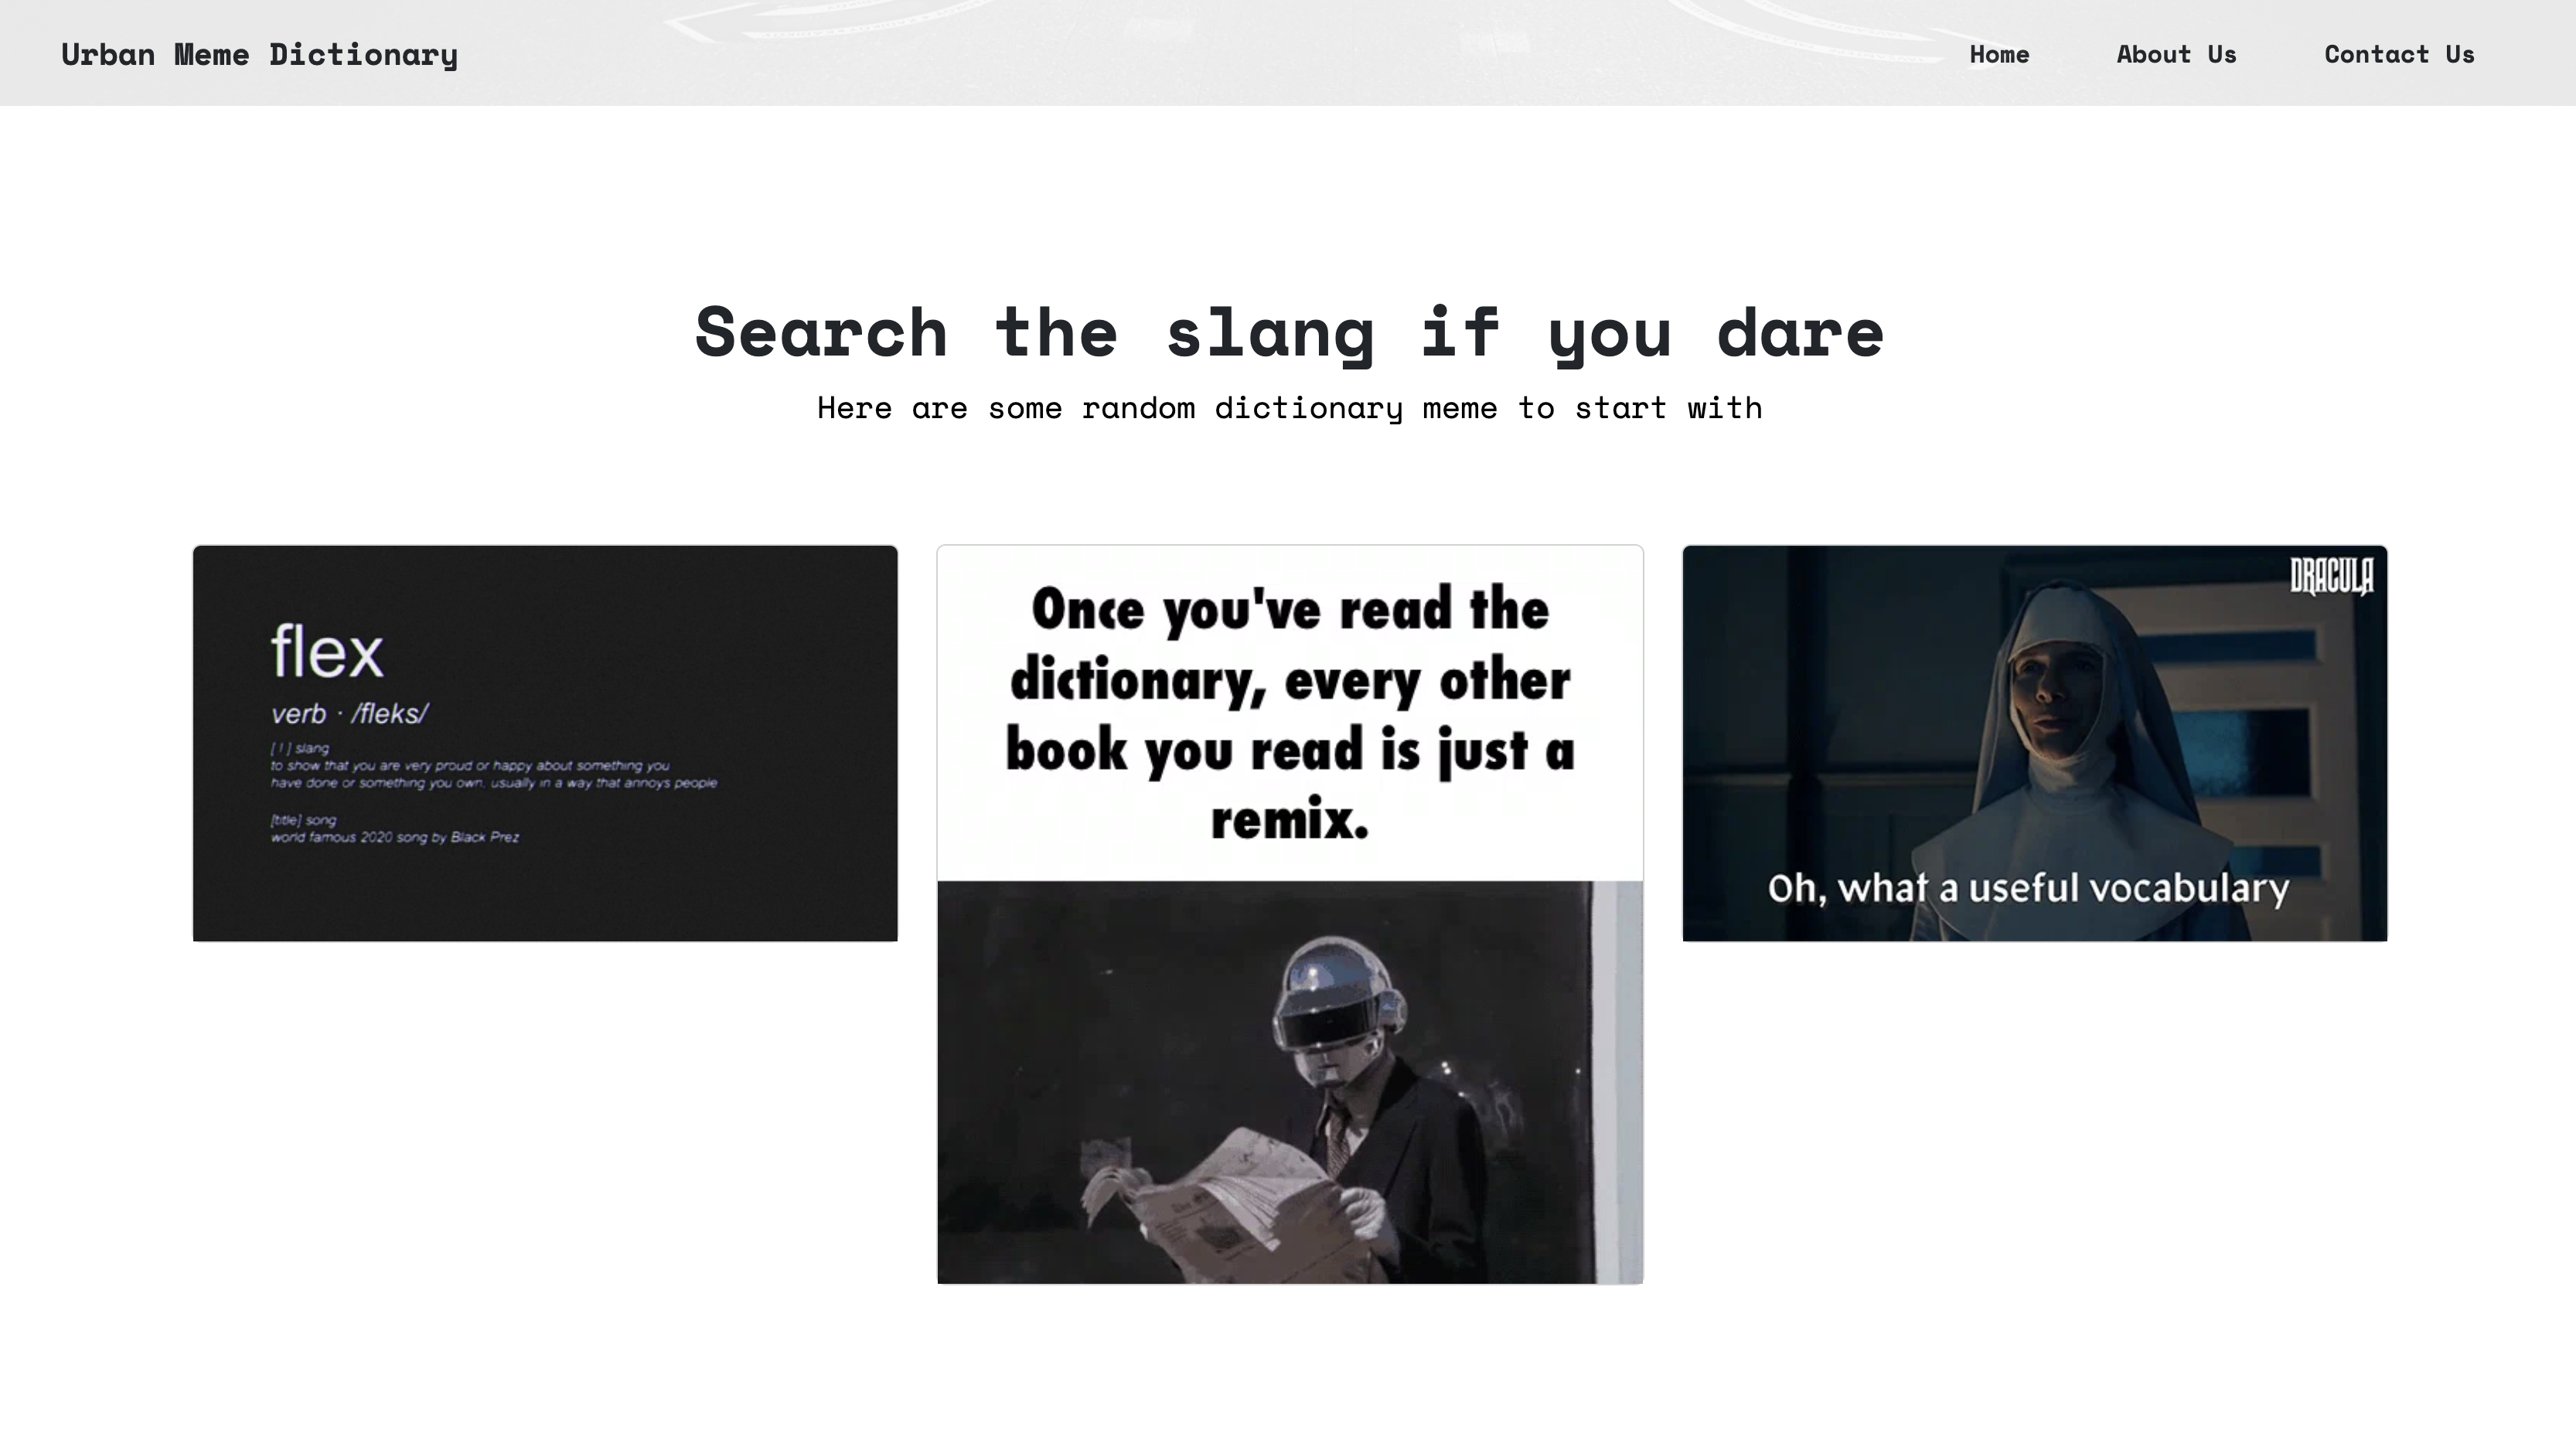 Urban Meme Dictionary
Home
About Us
Contact Us
Search the slang if you dare
Here are some random dictionary meme to start with
flex
verb · /fleks/
[ ! ] slang
to show that you are very proud or happy about something you
have done or something you own, usually in a way that annoys people
[title] song
world famous 2020 song by Black Prez
Once you've read the
dictionary, every other
book you read is just a
remix.
DRACULA
Oh, what a useful vocabulary